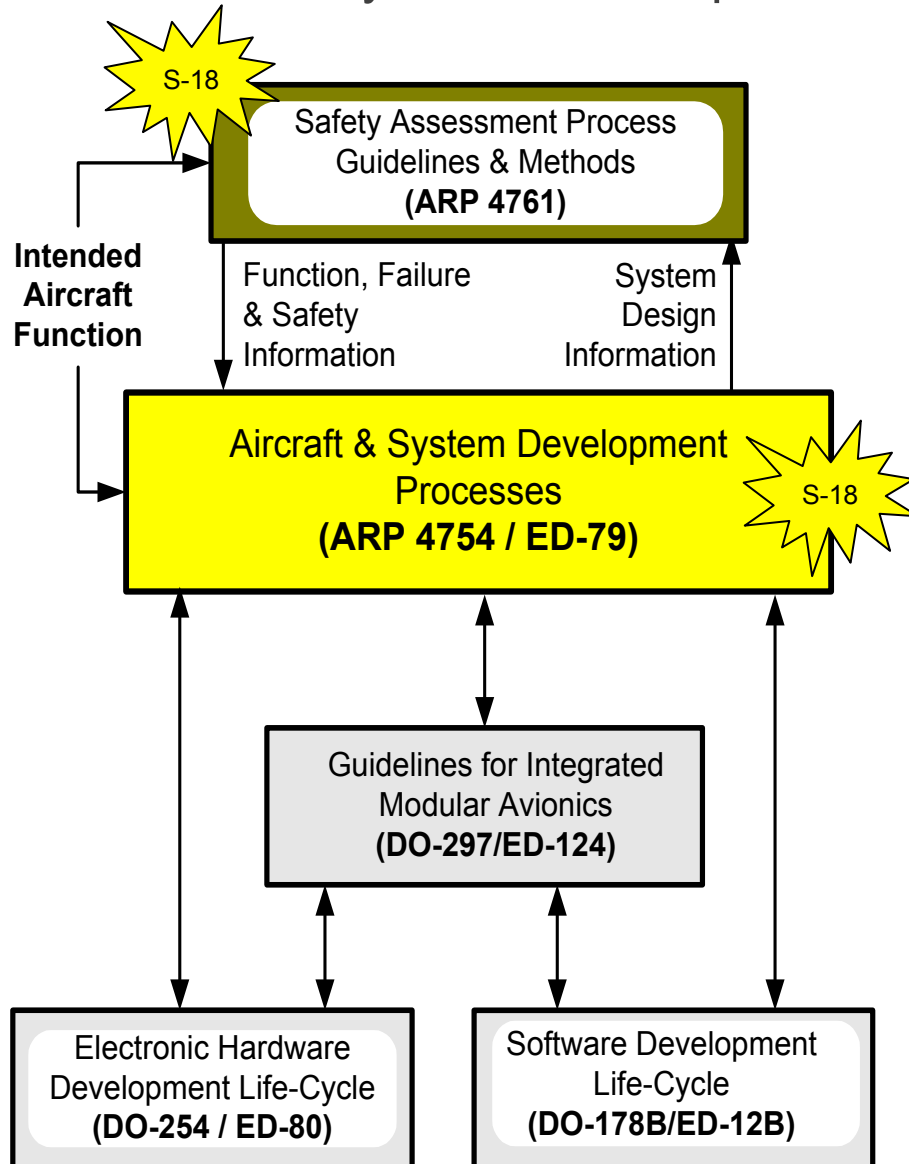 S-18
Safety Assessment Process
Guidelines & Methods
(ARP 4761)
Intended
Aircraft
Function
Function, Failure
& Safety
Information
System
Design
Information
Aircraft & System Development
Processes
(ARP 4754 / ED-79)
S-18
Guidelines for Integrated
Modular Avionics
(DO-297/ED-124)
Electronic Hardware
Development Life-Cycle
(DO-254 / ED-80)
Software Development
Life-Cycle
(DO-178B/ED-12B)